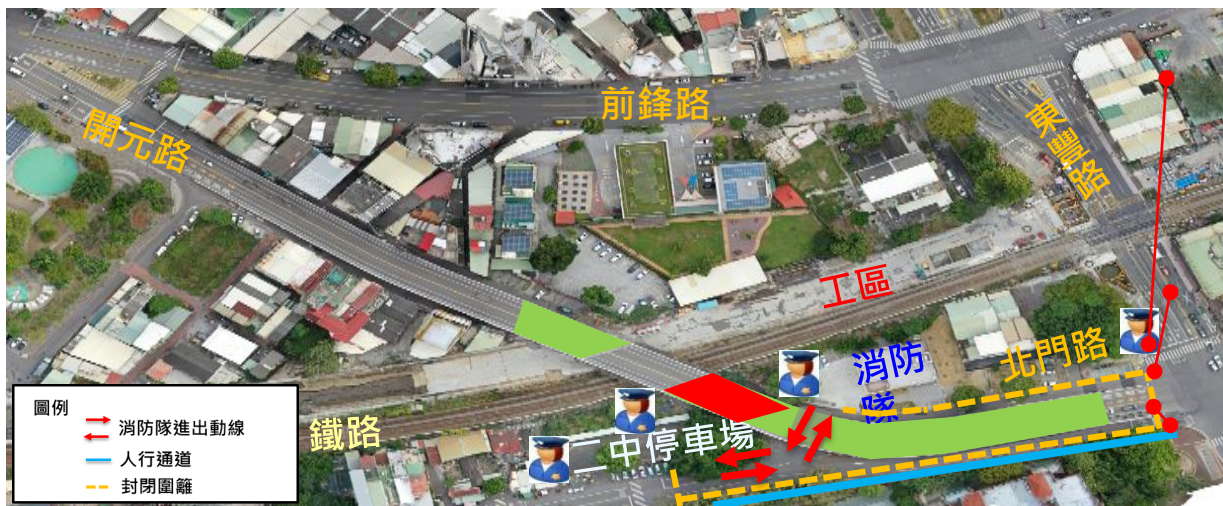 前鋒路
開元路
東豐路
工區
消防隊
北門路
鐵路
二中停車場
圖例
消防隊進出動線
人行通道
封閉圍籬